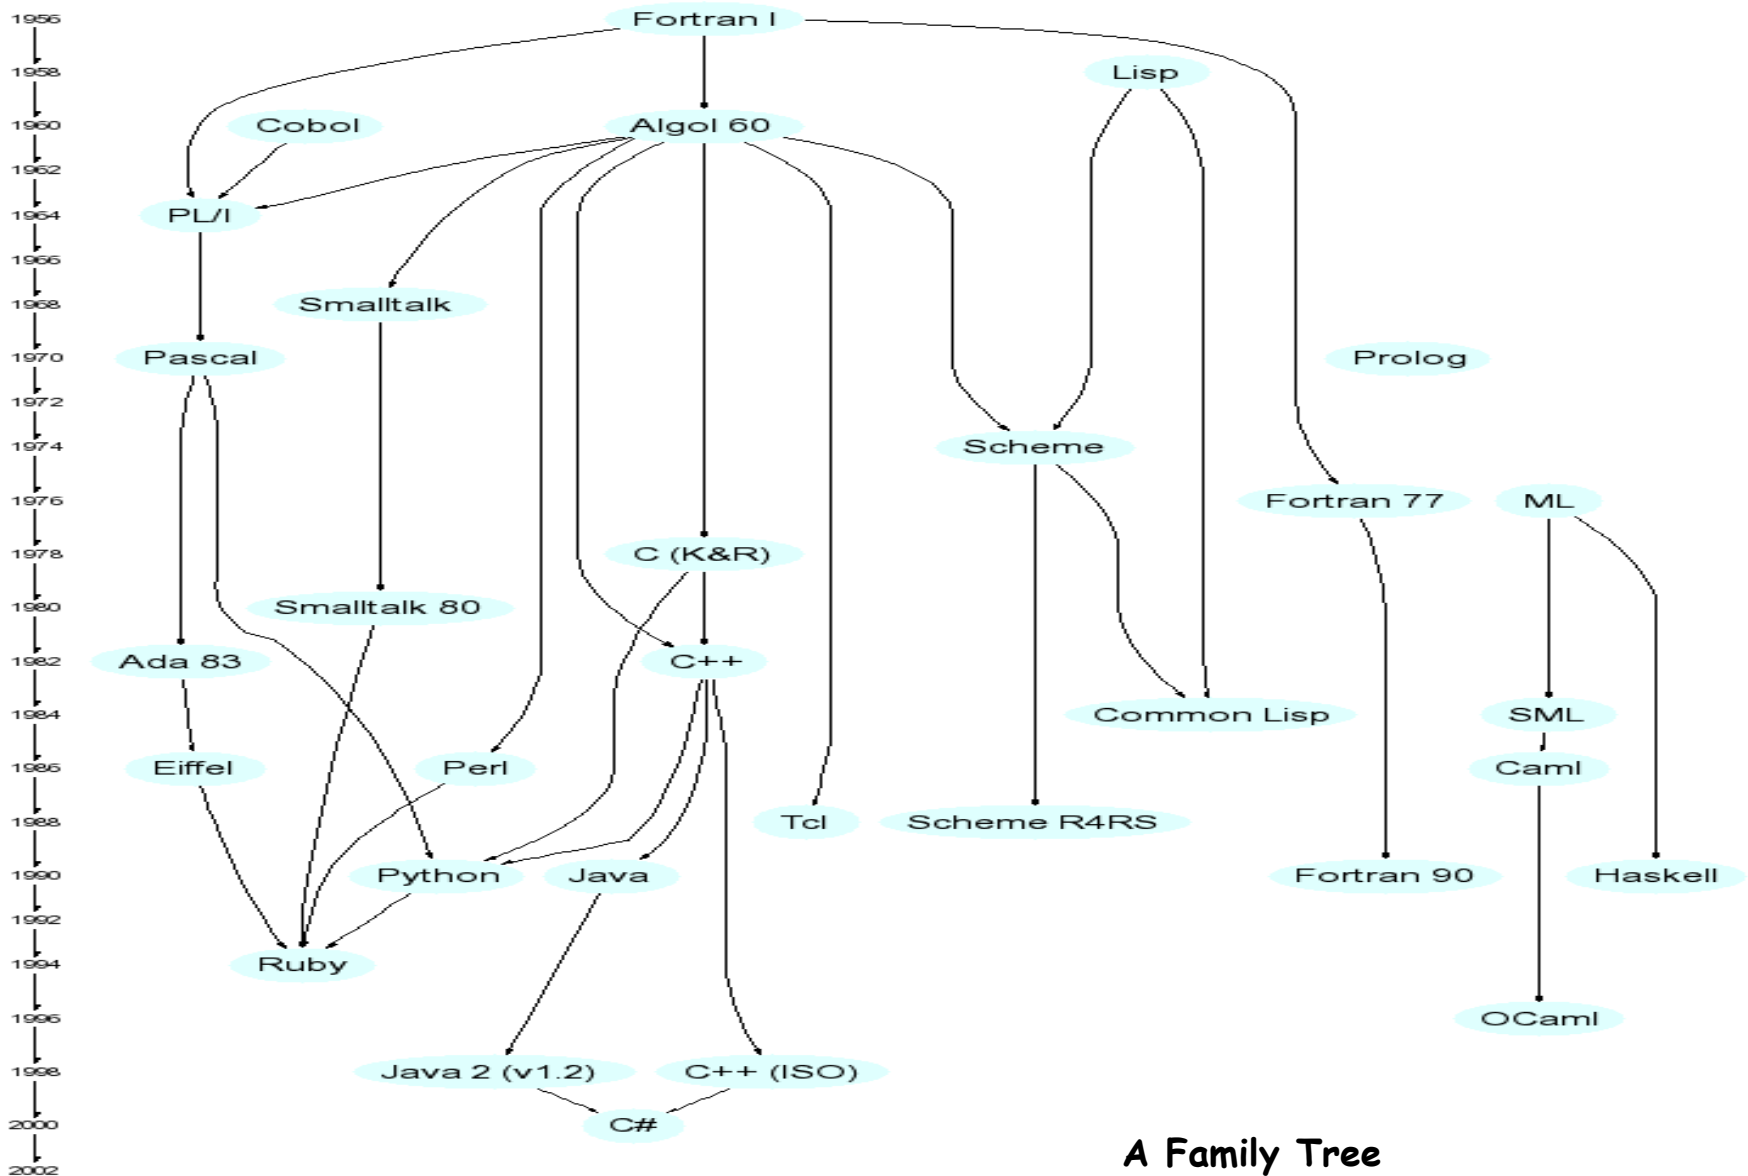 1956
Fortran I
1958
Lisp
1960
Cobol
Algol 60
1962
1964
PL/I
1966
1968
Smalltalk
1970
Pascal
Prolog
1972
1974
Scheme
1976
Fortran 77
ML
1978
C (K&R)
1980
Smalltalk 80
1982
Ada 83
C++
1984
Common Lisp
SML
1986
Eiffel
Perl
Caml
1988
Tcl
Scheme R4RS
1990
Python
Java
Fortran 90
Haskell
1992
1994
Ruby
1996
OCaml
1998
Java 2 (v1.2)
C++ (ISO)
2000
C#
A Family Tree
2002